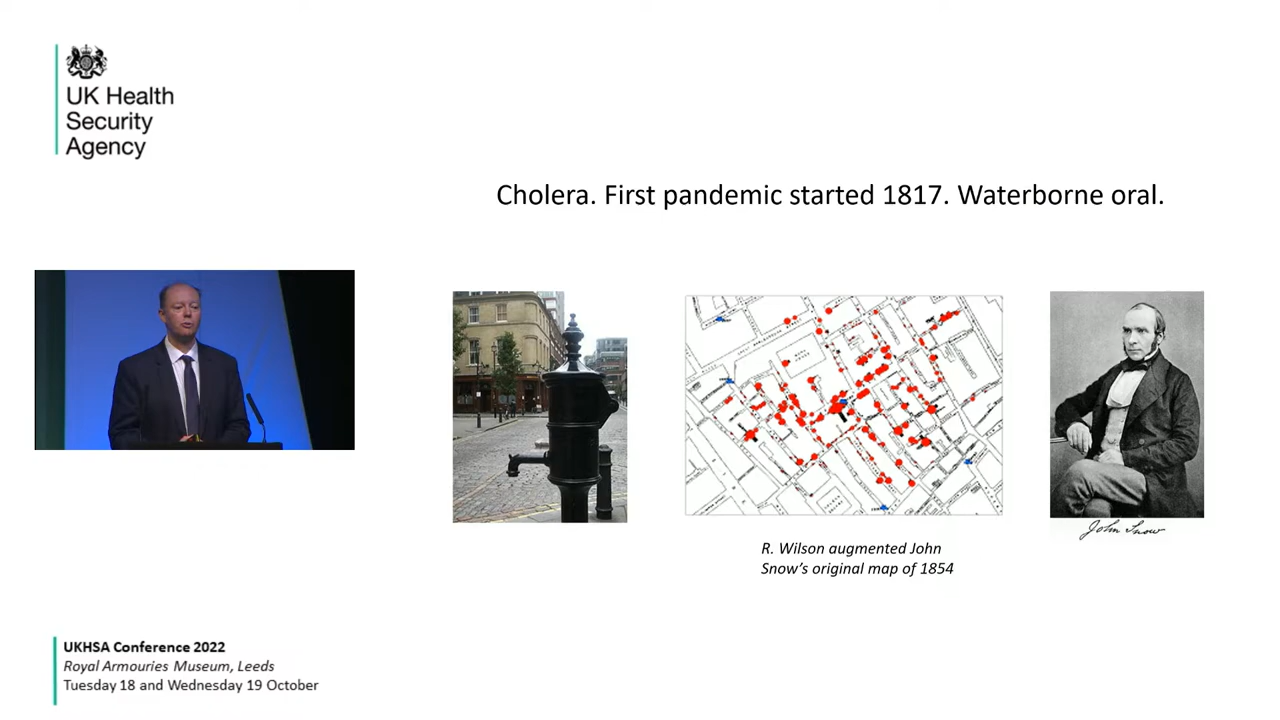 UK Health
Security
Agency
Cholera. First pandemic started 1817. Waterborne oral.
John Snow
R. Wilson augmented John
Snow’s original map of 1854
UKHSA Conference 2022
Royal Armouries Museum, Leeds
Tuesday 18 and Wednesday 19 October